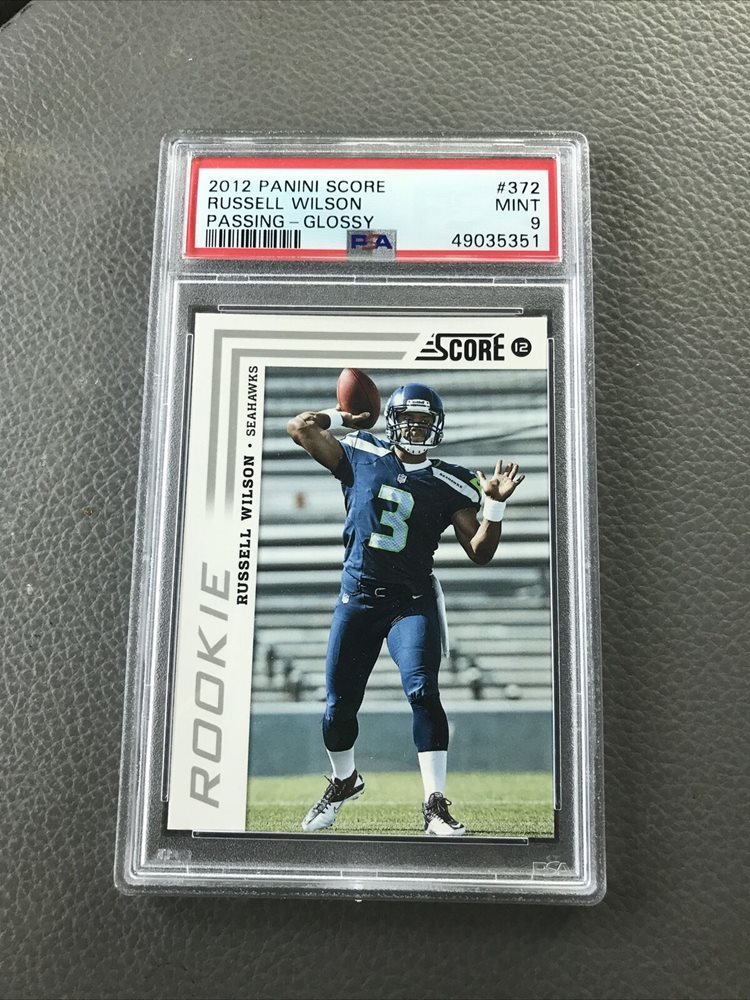 2012 PANINI SCORE #372
RUSSELL WILSON MINT
PASSING - GLOSSY 9
PSA 49035351
SCORE 12
RUSSELL WILSON • SEAHAWKS
ROOKIE
3
PSA